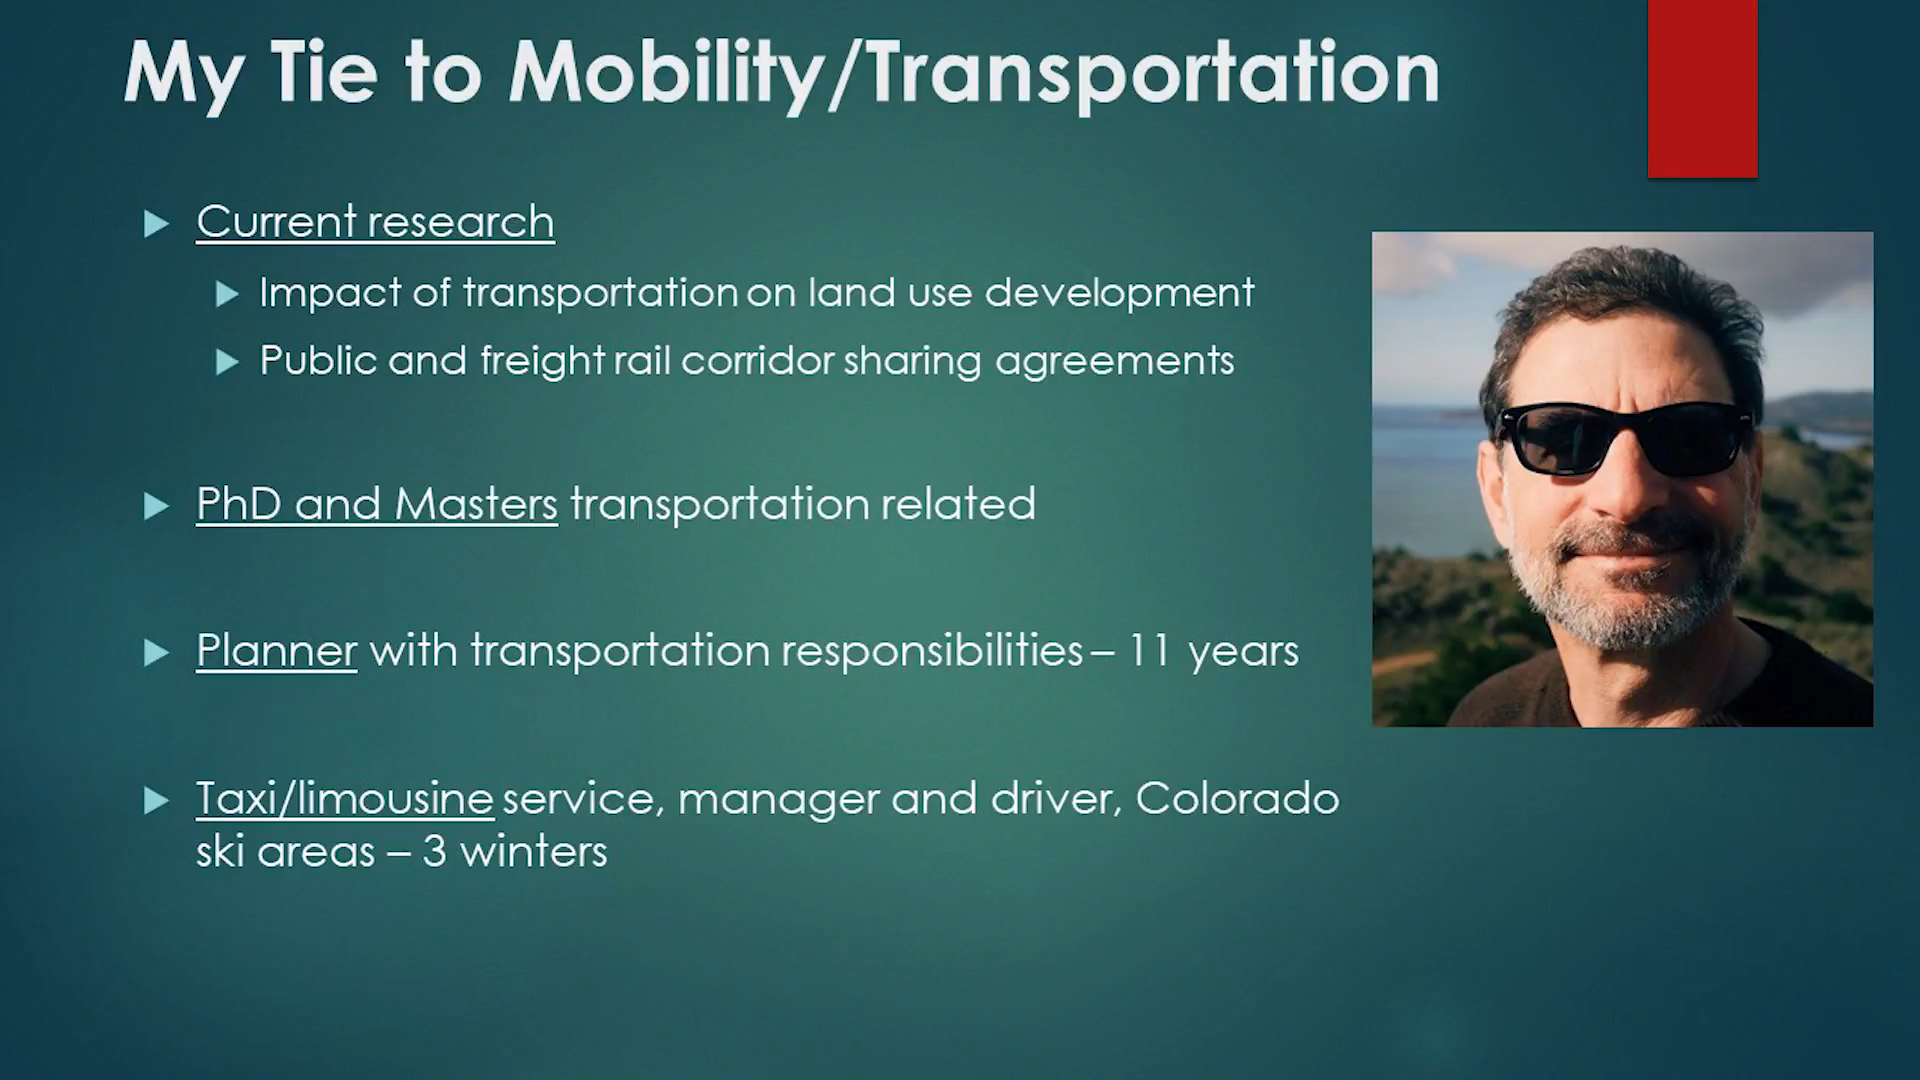 My Tie to Mobility/Transportation
Current research
Impact of transportation on land use development
Public and freight rail corridor sharing agreements
PhD and Masters transportation related
Planner with transportation responsibilities – 11 years
Taxi/limousine service, manager and driver, Colorado
ski areas – 3 winters